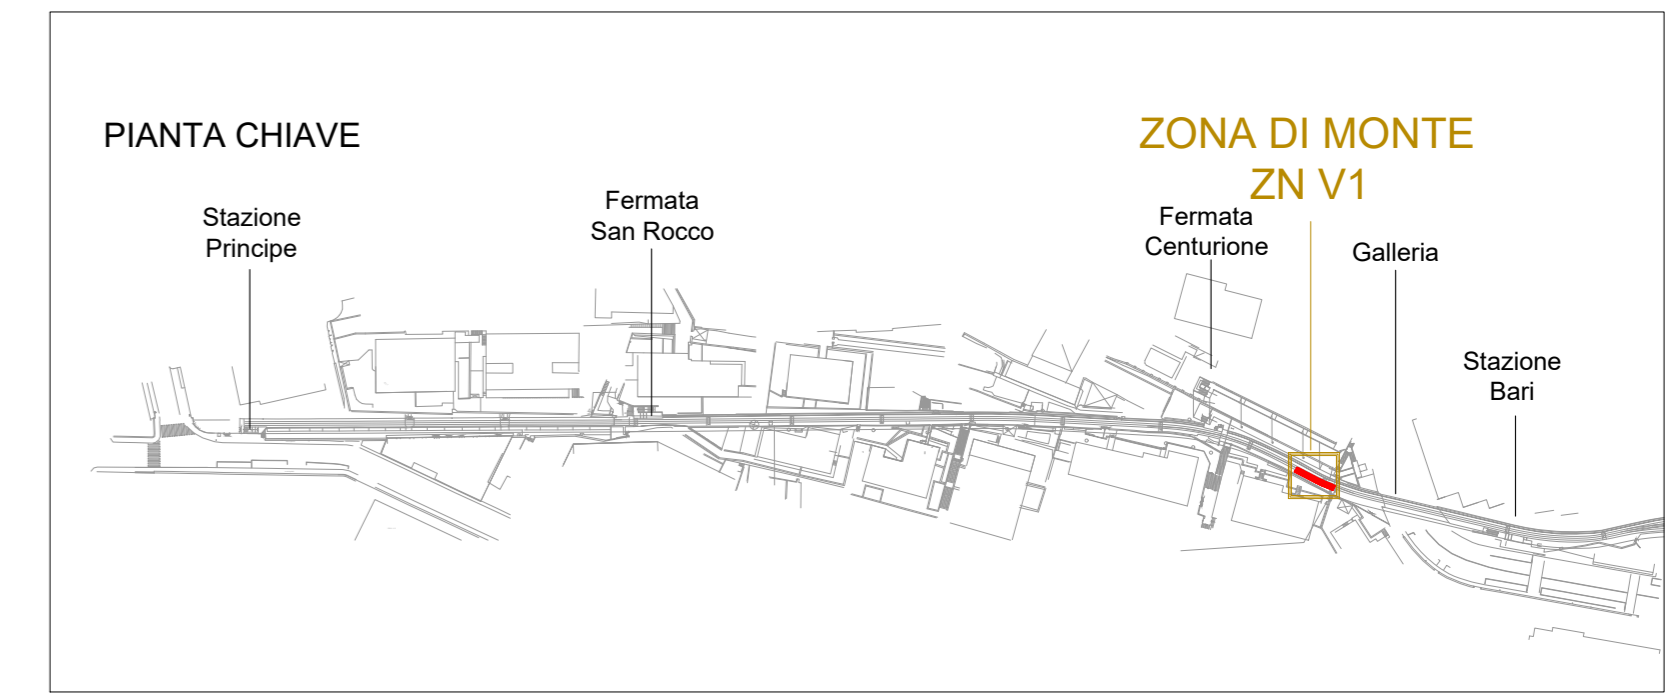 PIANTA CHIAVE
ZONA DI MONTE
ZN V1
Stazione
Principe
Fermata
San Rocco
Fermata
Centurione
Galleria
Stazione
Bari